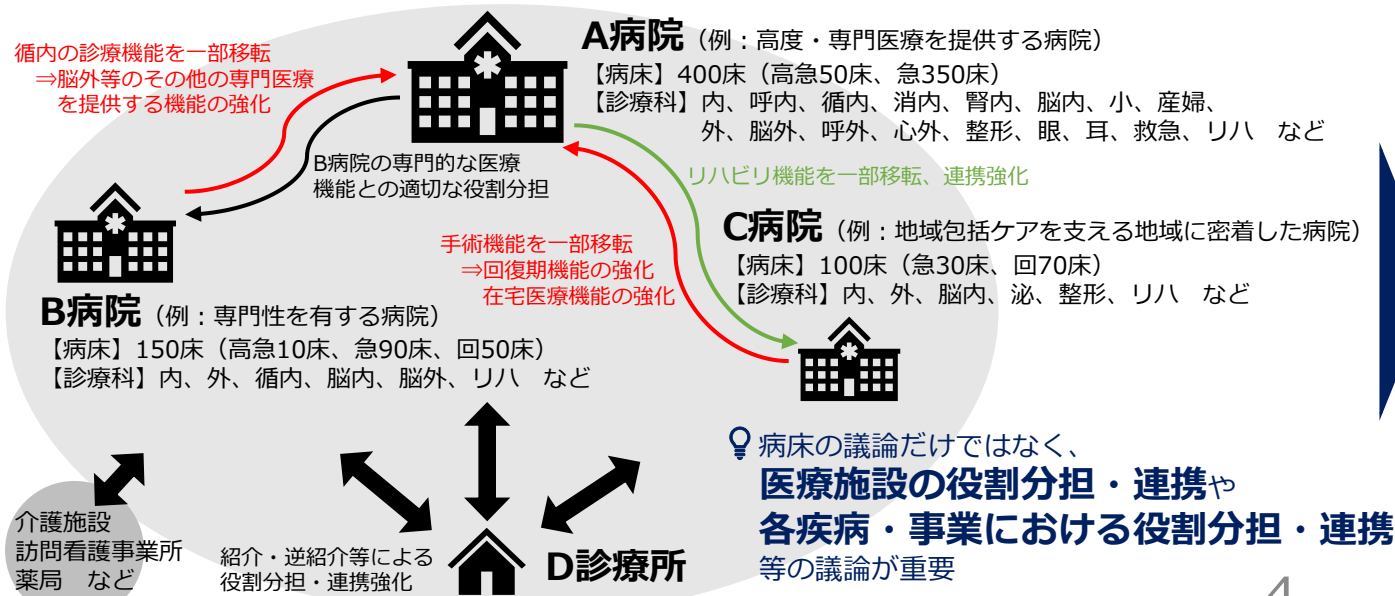 循内の診療機能を一部移転
⇒脳外等のその他の専門医療
を提供する機能の強化
A病院（例：高度・専門医療を提供する病院）
【病床】400床（高急50床、急350床）
【診療科】内、呼内、循内、消内、腎内、脳内、小、産婦、
外、脳外、呼外、心外、整形、眼、耳、救急、リハ　など
B病院の専門的な医療
機能との適切な役割分担
リハビリ機能を一部移転、連携強化
手術機能を一部移転
⇒回復期機能の強化
在宅医療機能の強化
C病院（例：地域包括ケアを支える地域に密着した病院）
【病床】100床（急30床、回70床）
【診療科】内、外、脳内、泌、整形、リハ　など
B病院（例：専門性を有する病院）
【病床】150床（高急10床、急90床、回50床）
【診療科】内、外、循内、脳内、脳外、リハ　など
病床の議論だけではなく、
医療施設の役割分担・連携や
各疾病・事業における役割分担・連携
等の議論が重要
介護施設
訪問看護事業所
薬局　など
紹介・逆紹介等による
役割分担・連携強化
D診療所
4